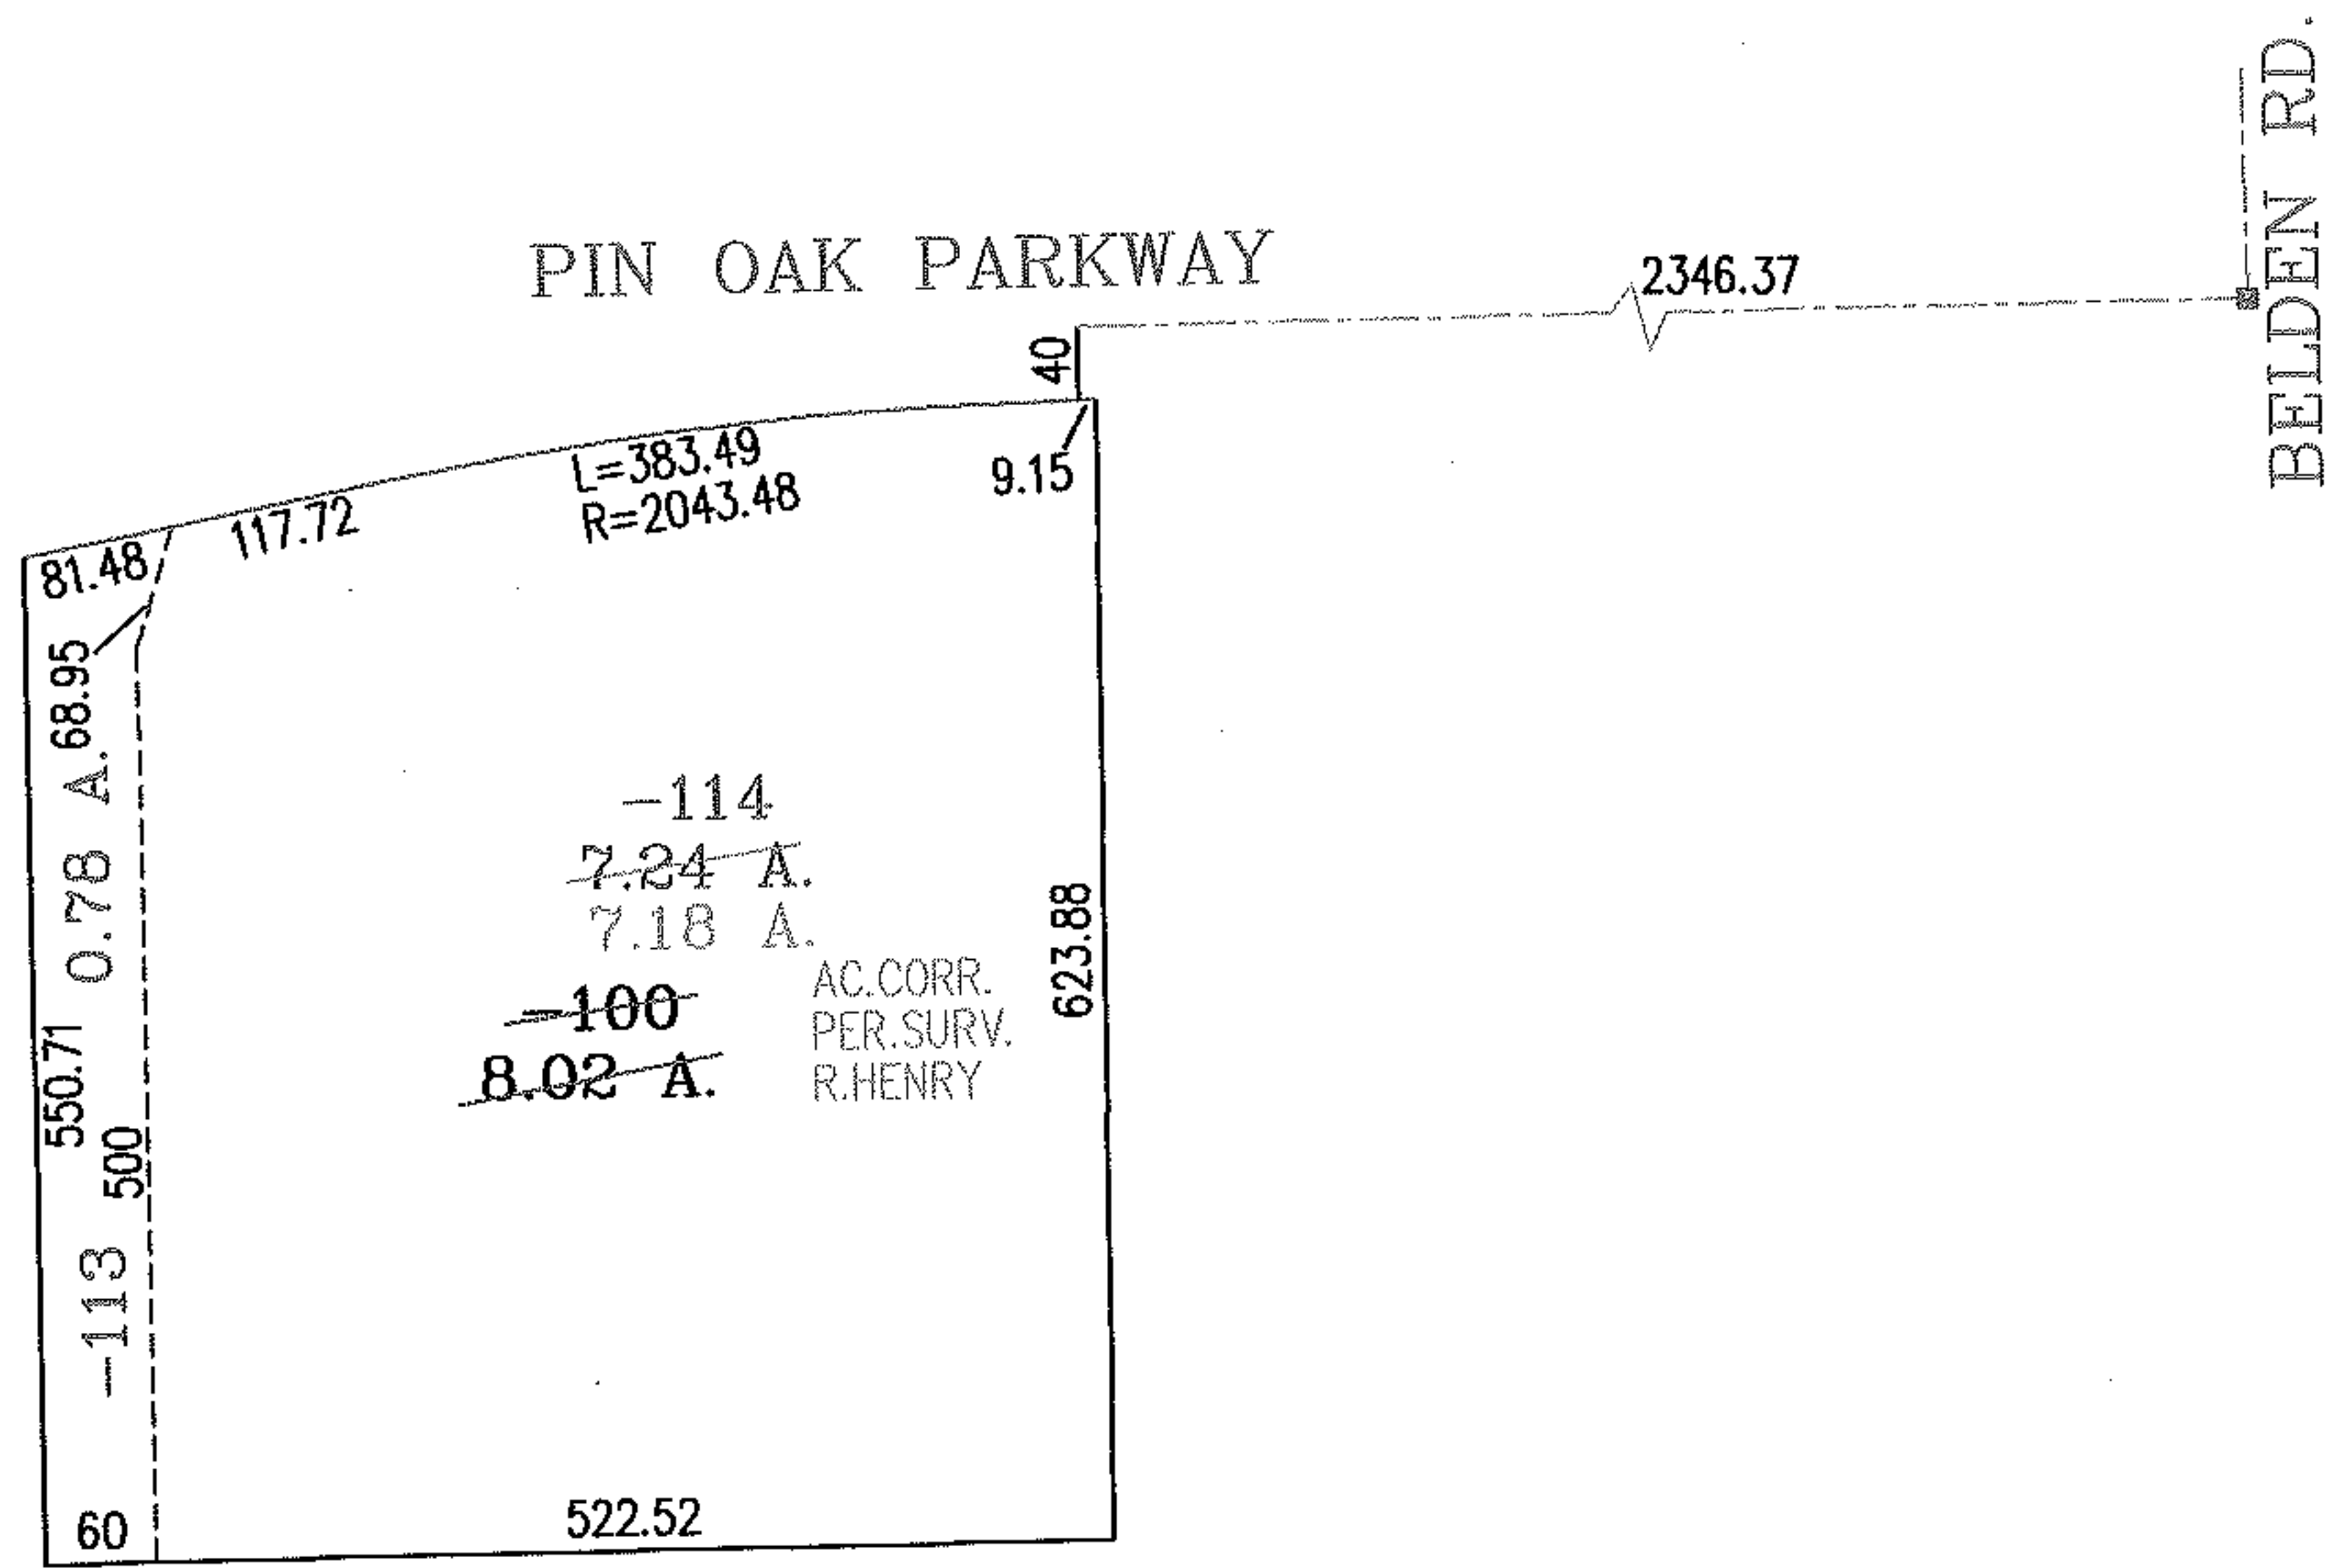 BELDEN RD.
PIN OAK PARKWAY
2346.37
40
9.15
L=383.49
R=2043.48
117.72
81.48
68.95
0.78 A.
-114
7.24 A.
7.18 A.
AC.CORR.
PER.SURV.
R.HENRY
-100
8.02 A.
623.88
550.71
500
-113
60
522.52